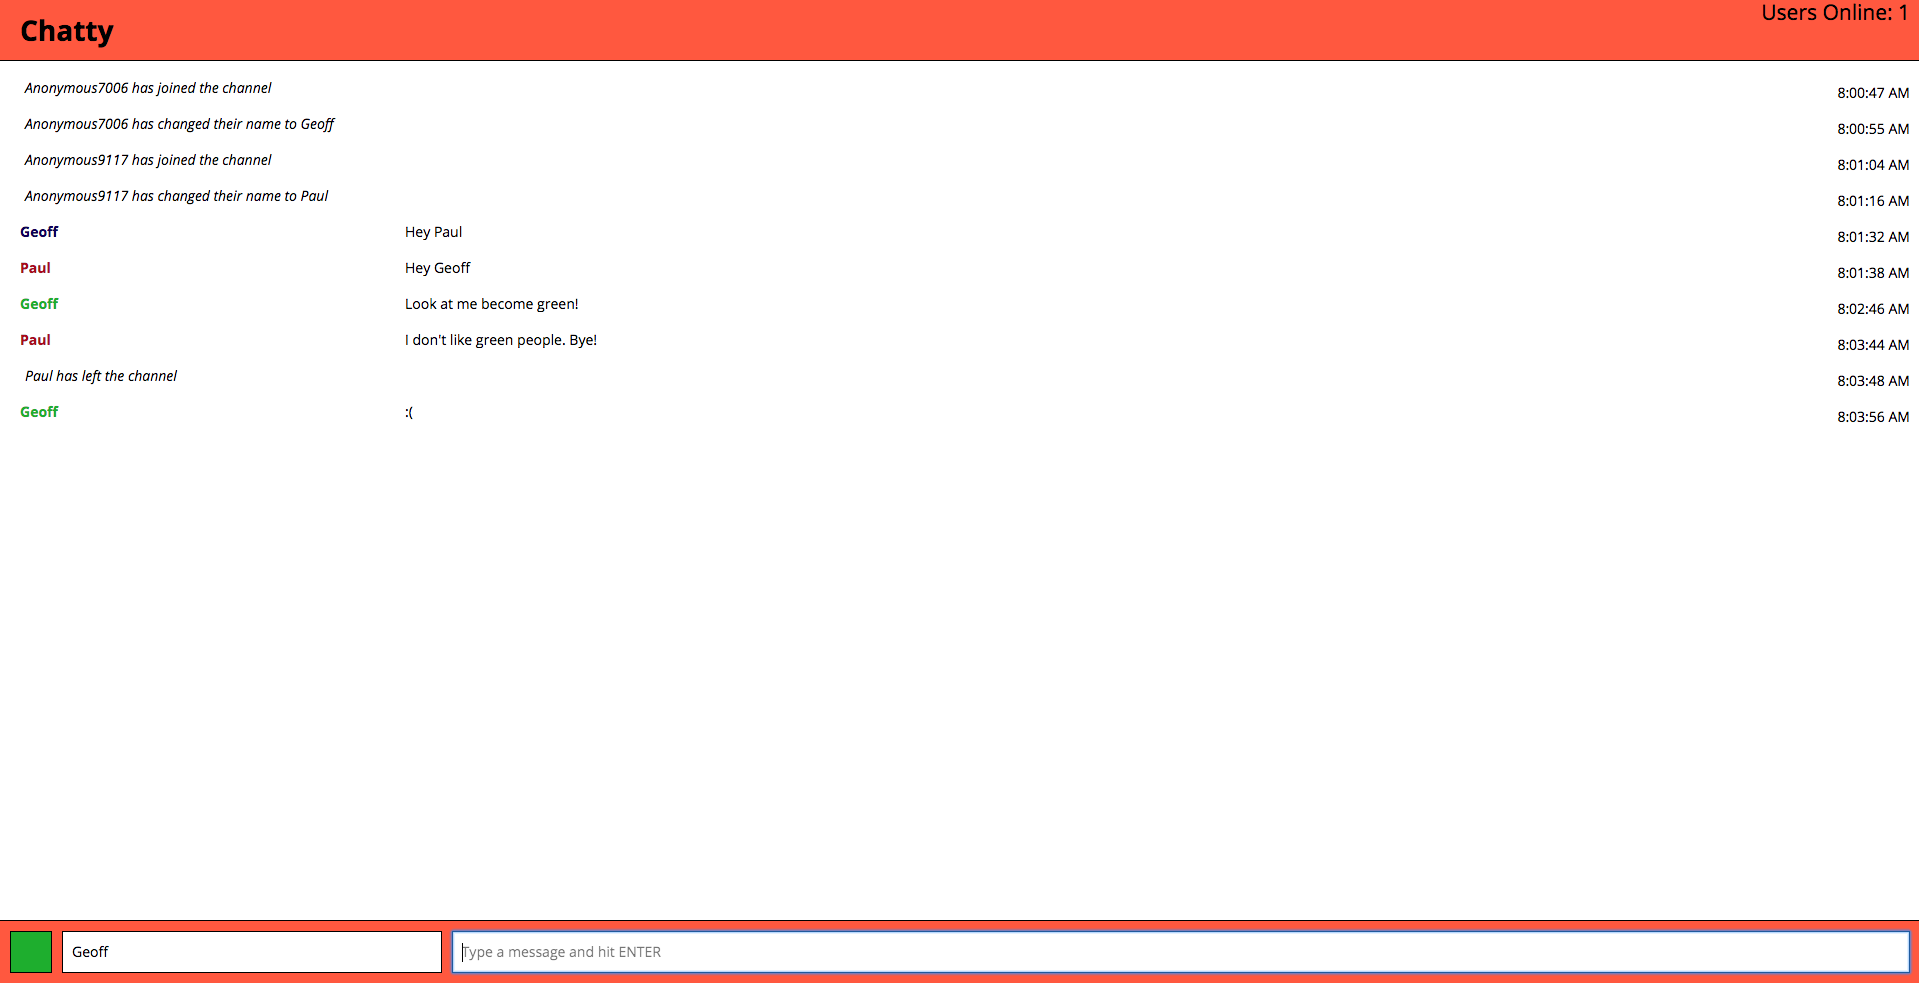 Chatty
Users Online: 1
Anonymous7006 has joined the channel 8:00:47 AM
Anonymous7006 has changed their name to Geoff 8:00:55 AM
Anonymous9117 has joined the channel 8:01:04 AM
Anonymous9117 has changed their name to Paul 8:01:16 AM
Geoff Hey Paul 8:01:32 AM
Paul Hey Geoff 8:01:38 AM
Geoff Look at me become green! 8:02:46 AM
Paul I don't like green people. Bye! 8:03:44 AM
Paul has left the channel 8:03:48 AM
Geoff :( 8:03:56 AM
Geoff Type a message and hit ENTER